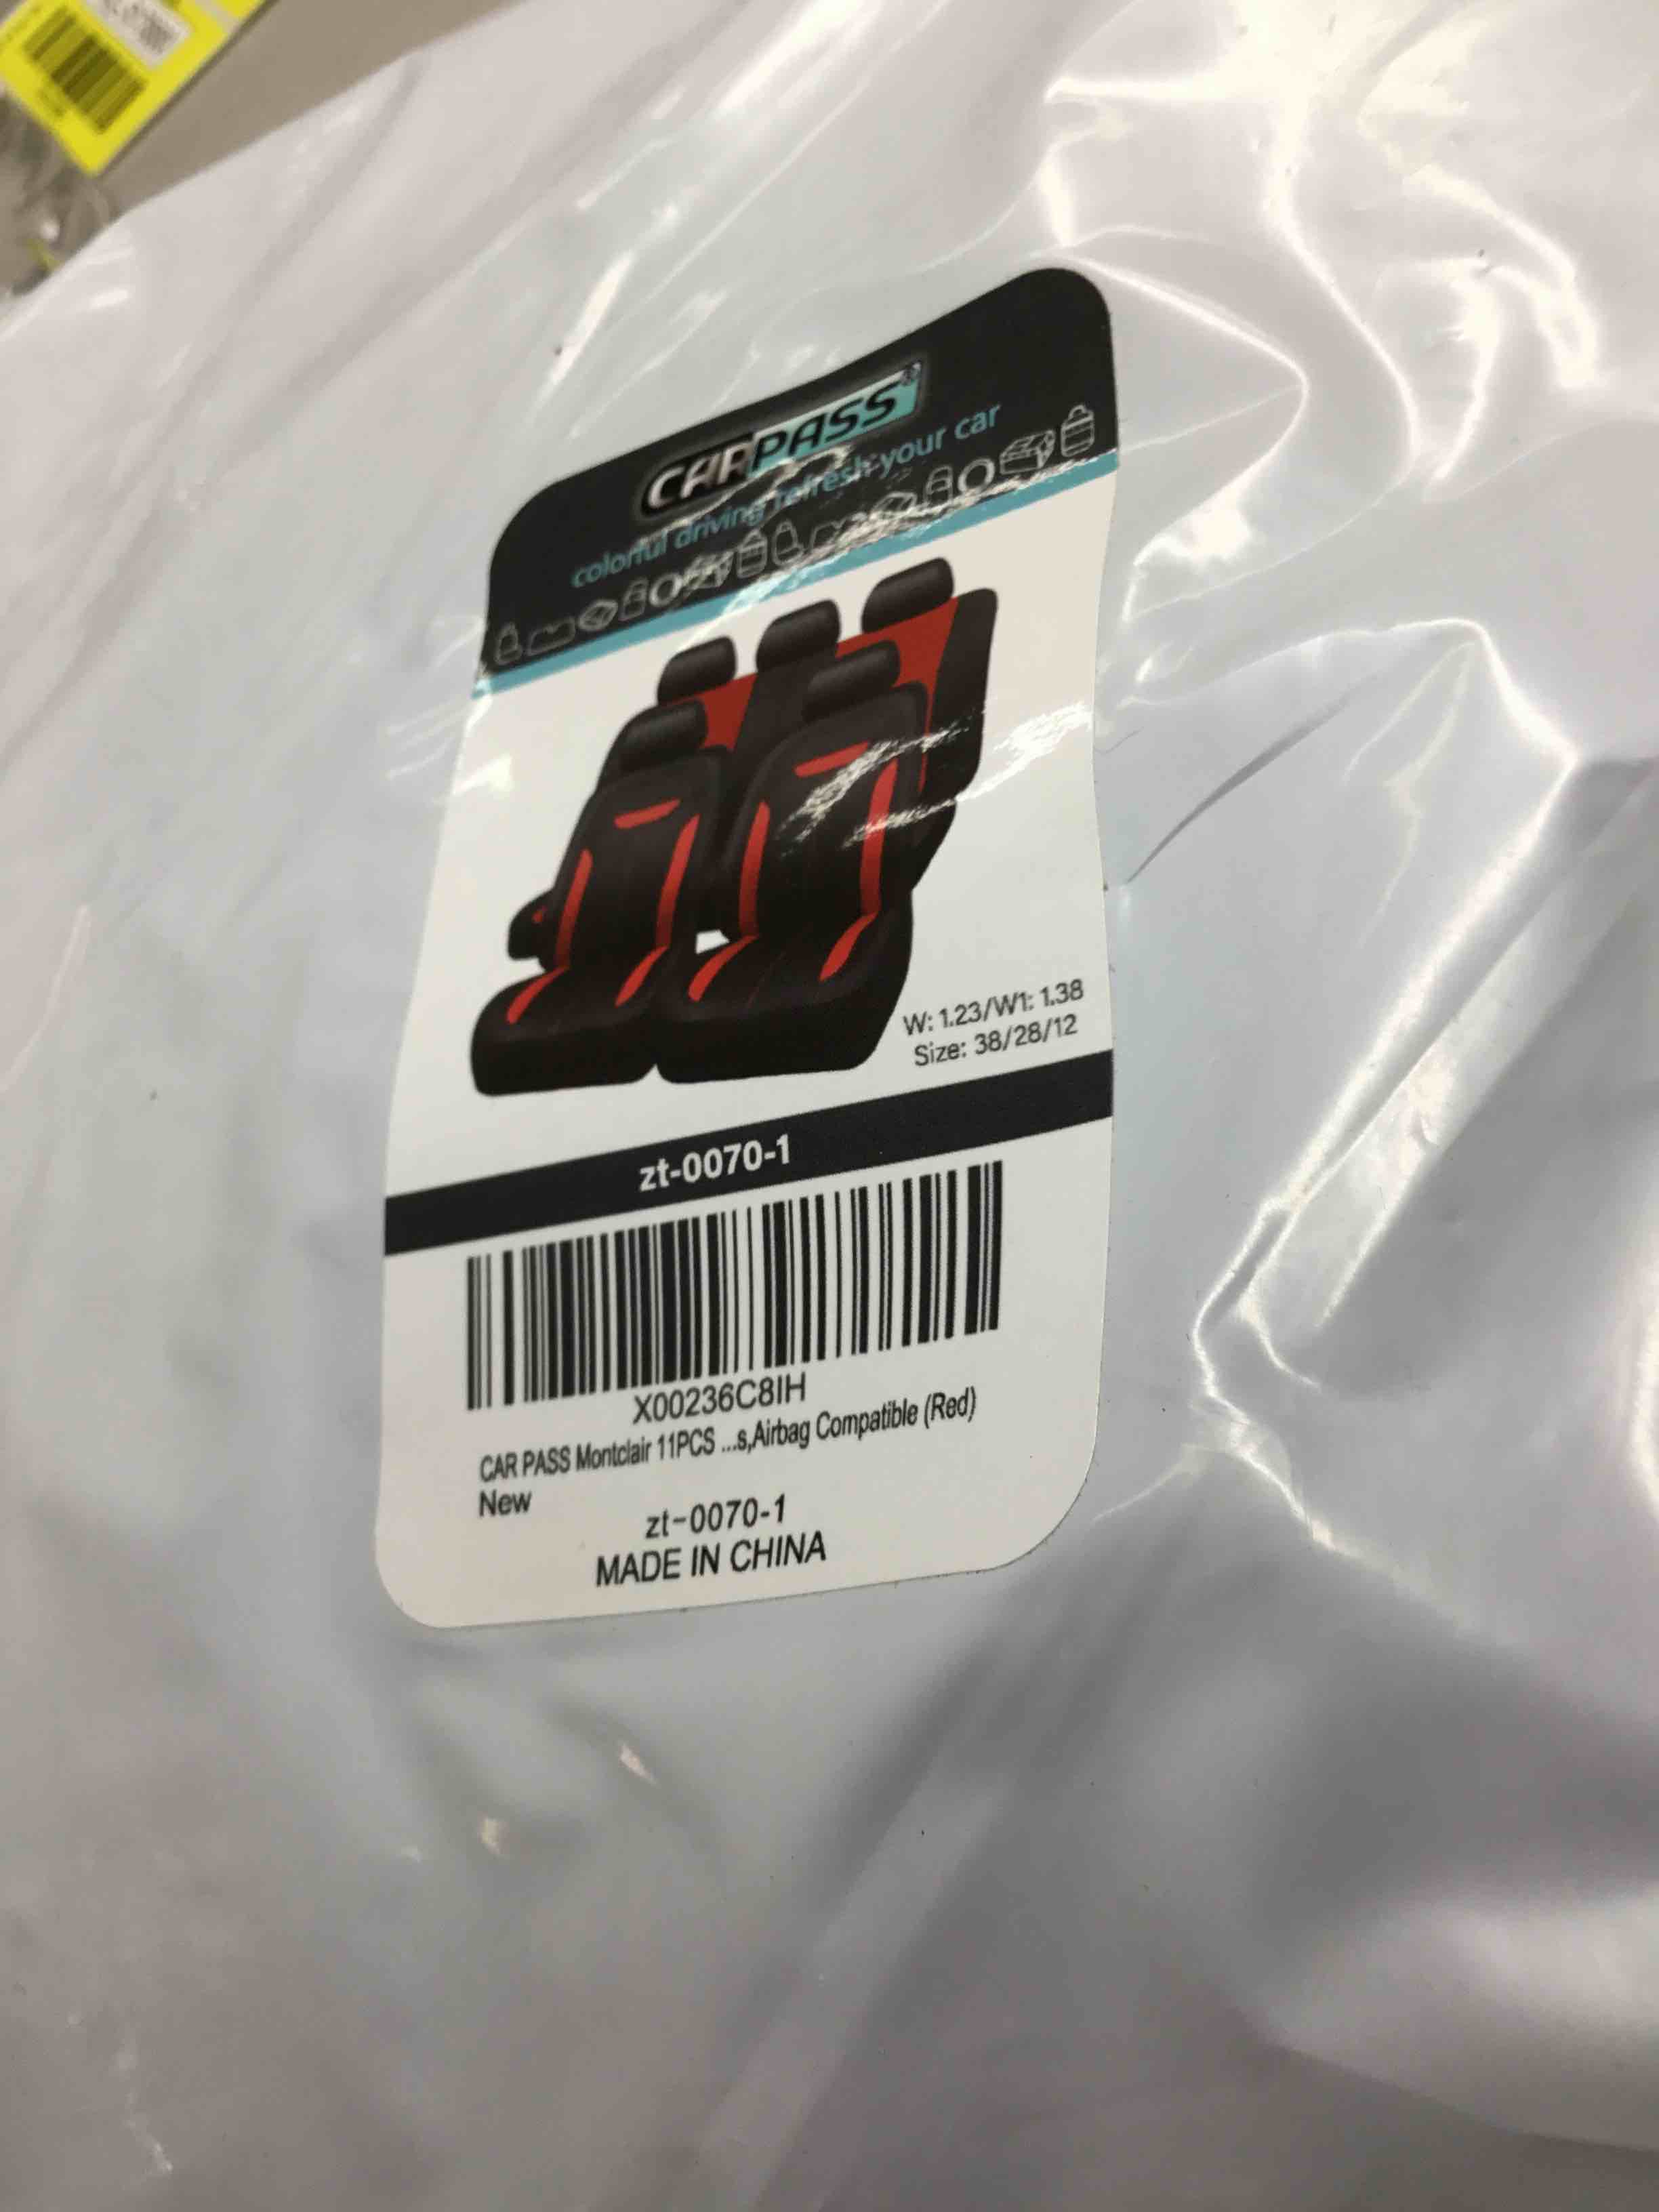 CARPASS®
colorful driving refresh your car
W: 1.23/W1: 1.38
Size: 38/28/12
zt-0070-1
X00236C8IH
CAR PASS Montclair 11PCS ...s,Airbag Compatible (Red)
New
zt-0070-1
MADE IN CHINA